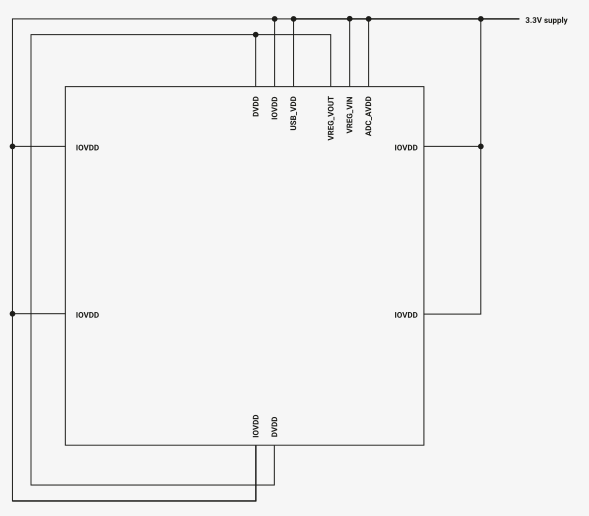 3.3V supply
DVDD
IOVDD
USB_VDD
VREG_VOUT
VREG_VIN
ADC_AVDD
IOVDD
IOVDD
IOVDD
IOVDD
IOVDD
DVDD